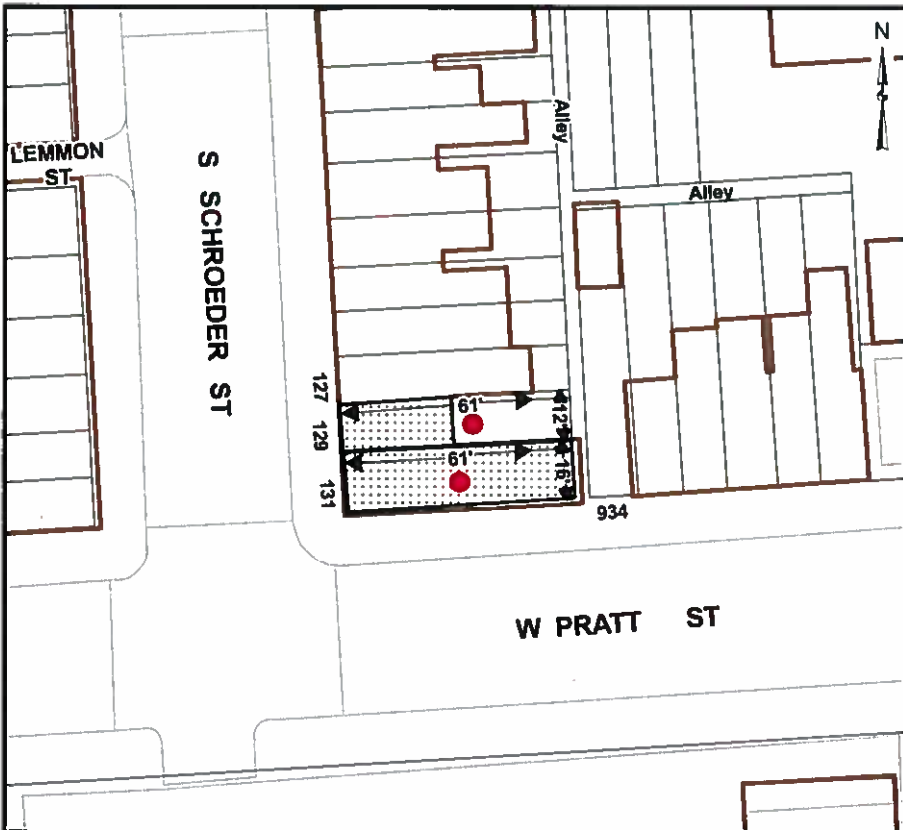 N
Alley
LEMMON
ST
S SCHROEDER ST
Alley
127
61'
12'
129
61'
16'
131
934
W PRATT ST